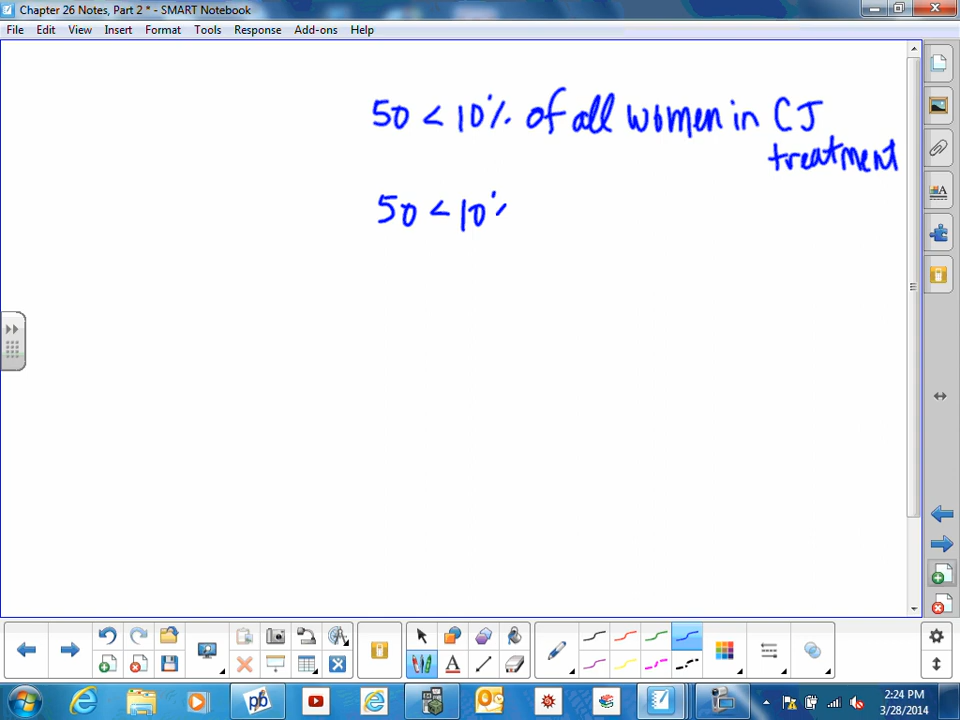 Chapter 26 Notes, Part 2 * - SMART Notebook
File Edit View Insert Format Tools Response Add-ons Help
50 < 10% of all women in CJ
treatment
50 < 10%
2:24 PM
3/28/2014